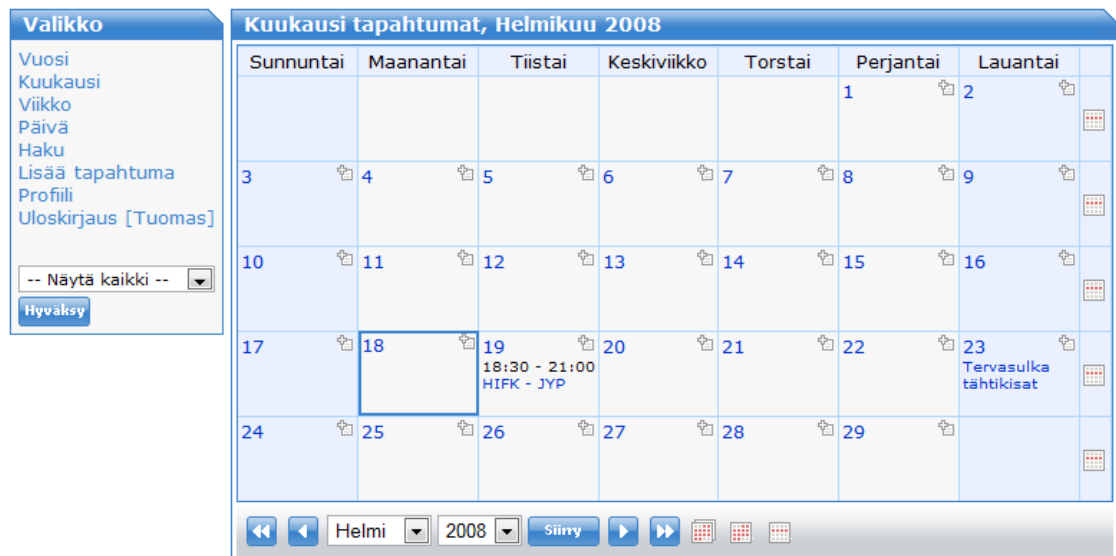 Valikko
Vuosi
Kuukausi
Viikko
Päivä
Haku
Lisää tapahtuma
Profiili
Uloskirjaus [Tuomas]
-- Näytä kaikki --
Hyväksy
Kuukausi tapahtumat, Helmikuu 2008
Sunnuntai Maanantai Tiistai Keskiviikko Torstai Perjantai Lauantai
1 2
3 4 5 6 7 8 9
10 11 12 13 14 15 16
17 18 19 20 21 22 23
18:30 - 21:00 Tervasulka
HIFK - JYP tähtikisat
24 25 26 27 28 29
Helmi 2008 Siirry